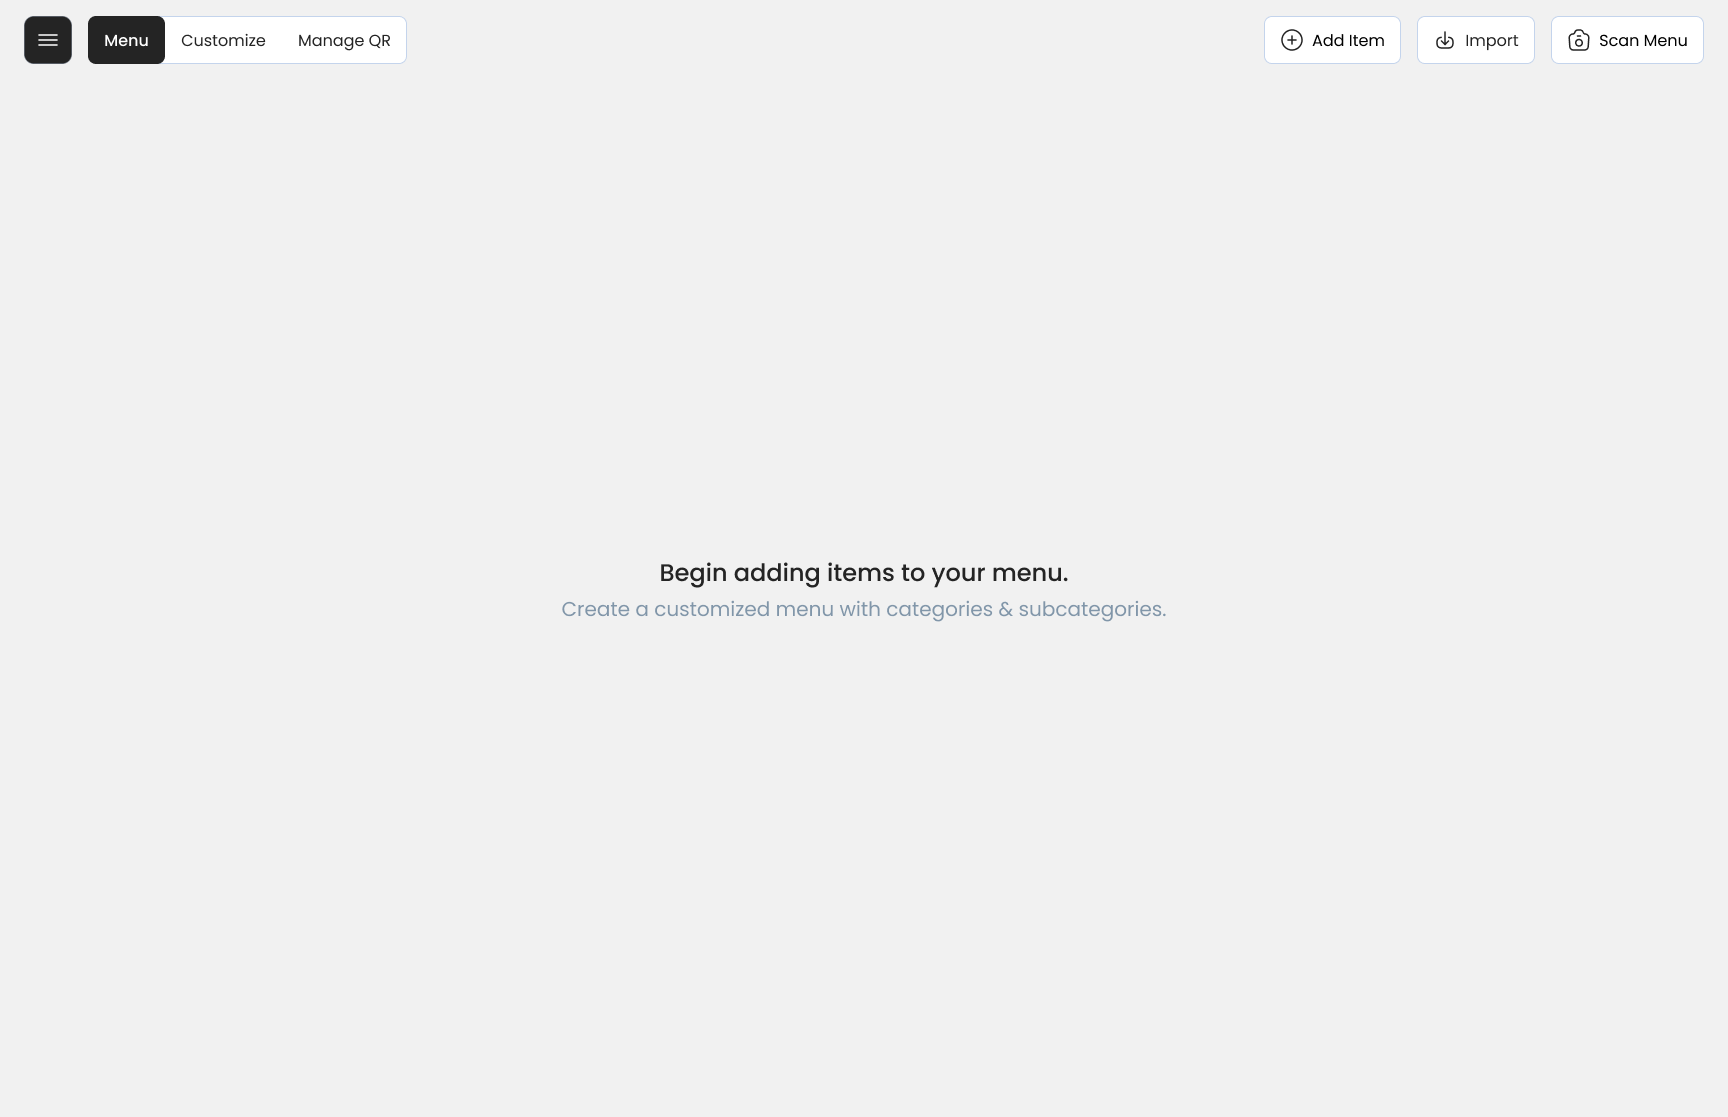 Menu
Customize
Manage QR
Add Item
Import
Scan Menu
Begin adding items to your menu.
Create a customized menu with categories & subcategories.